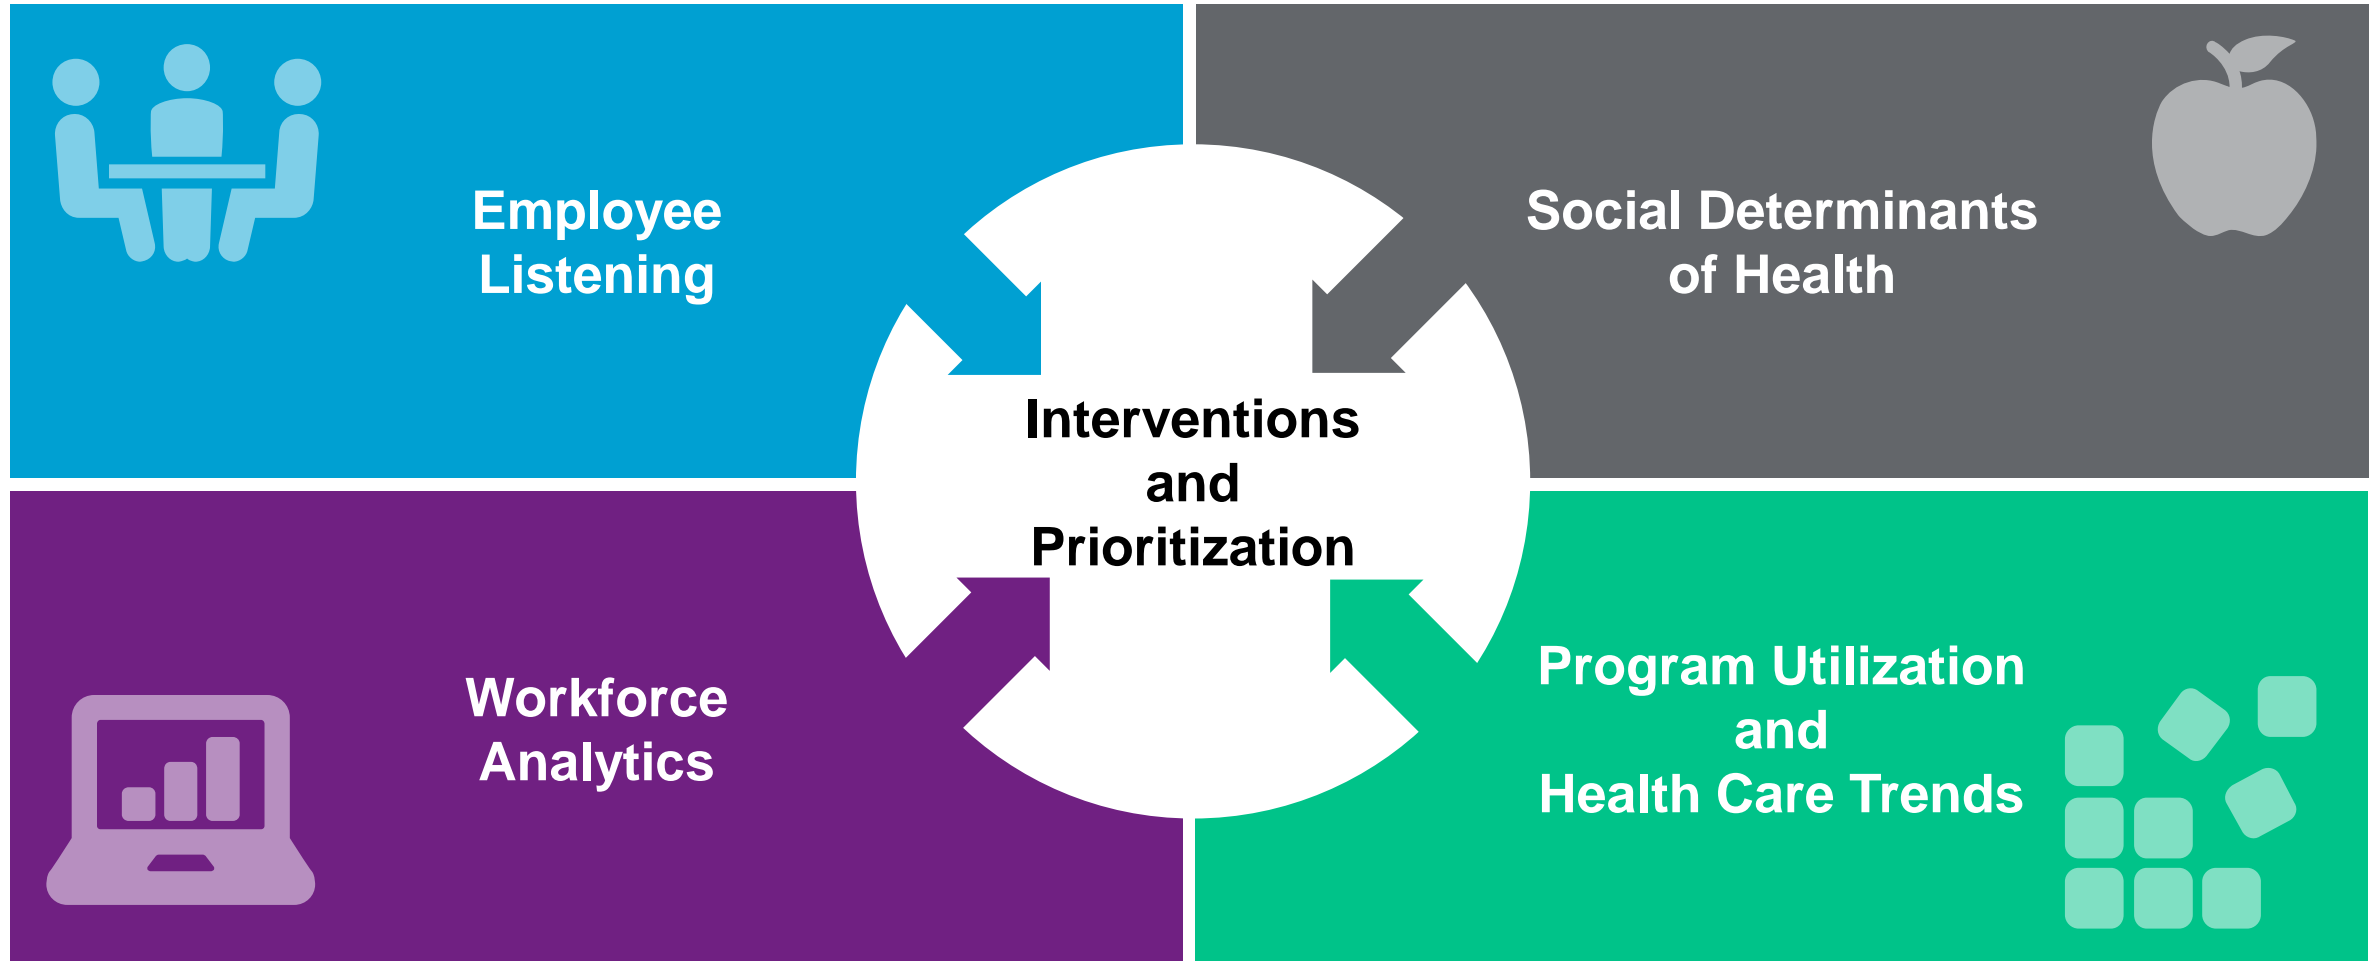 Employee
Listening
Social Determinants
of Health
Interventions
and
Prioritization
Workforce
Analytics
Program Utilization
and
Health Care Trends